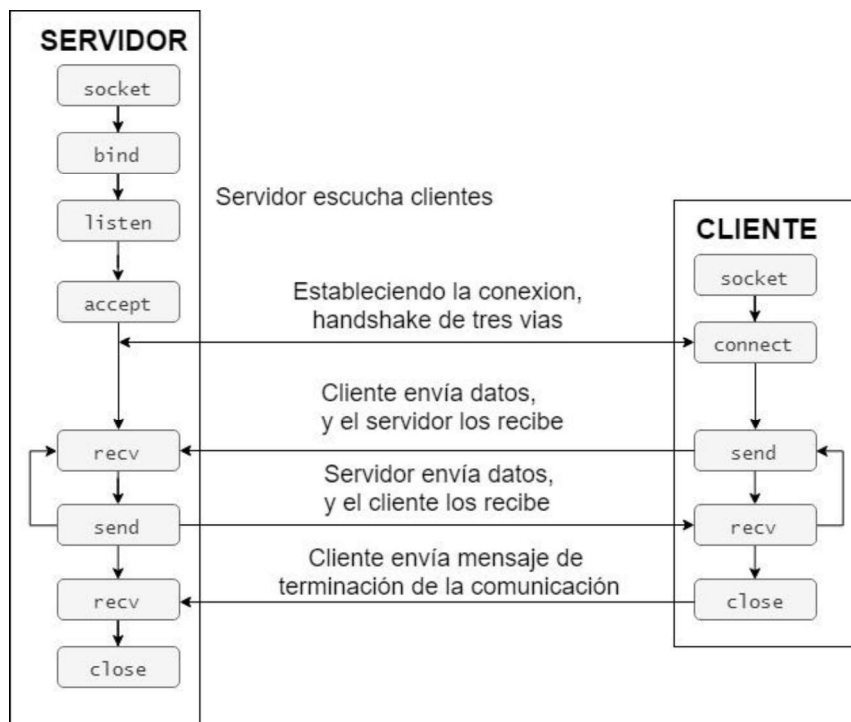 SERVIDOR
socket
bind
listen
accept
recv
send
recv
close
Servidor escucha clientes
Estableciendo la conexion,
handshake de tres vias
Cliente envía datos,
y el servidor los recibe
Servidor envía datos,
y el cliente los recibe
Cliente envía mensaje de
terminación de la comunicación
CLIENTE
socket
connect
send
recv
close